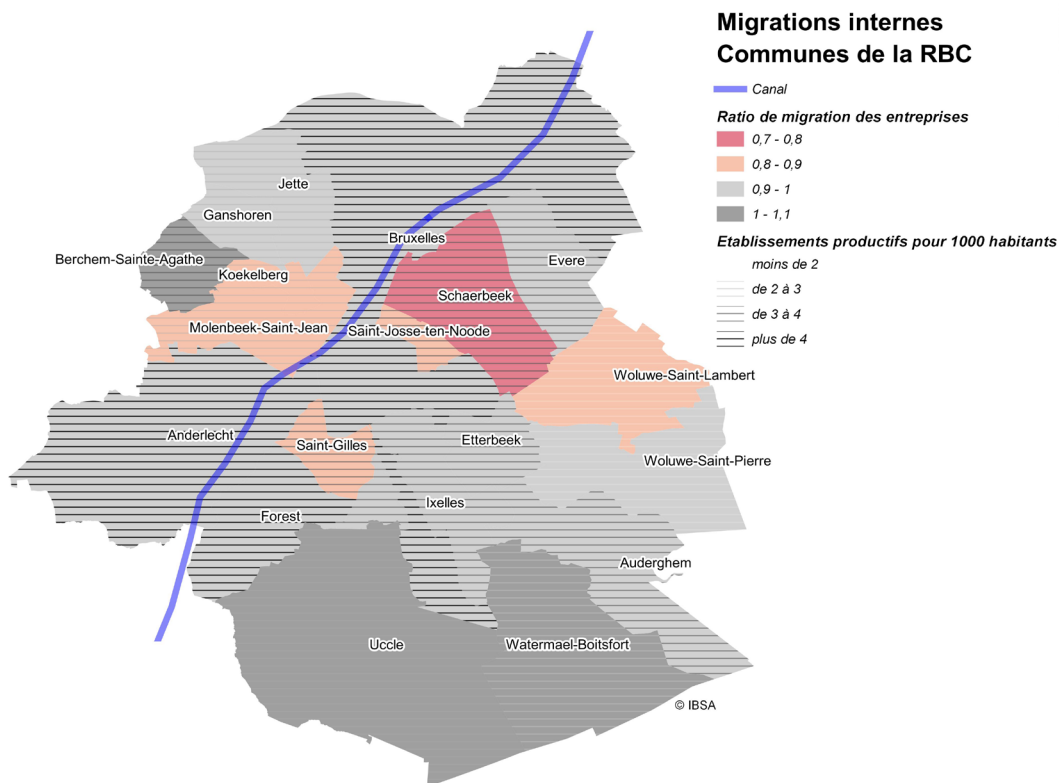 Migrations internes
Communes de la RBC
Canal
Ratio de migration des entreprises
0,7 - 0,8
0,8 - 0,9
0,9 - 1
1 - 1,1
Etablissements productifs pour 1000 habitants
moins de 2
de 2 à 3
de 3 à 4
plus de 4
Jette
Ganshoren
Bruxelles
Berchem-Sainte-Agathe
Evere
Koekelberg
Schaerbeek
Molenbeek-Saint-Jean
Saint-Josse-ten-Noode
Woluwe-Saint-Lambert
Anderlecht
Saint-Gilles
Etterbeek
Woluwe-Saint-Pierre
Ixelles
Forest
Auderghem
Uccle
Watermael-Boitsfort
© IBSA